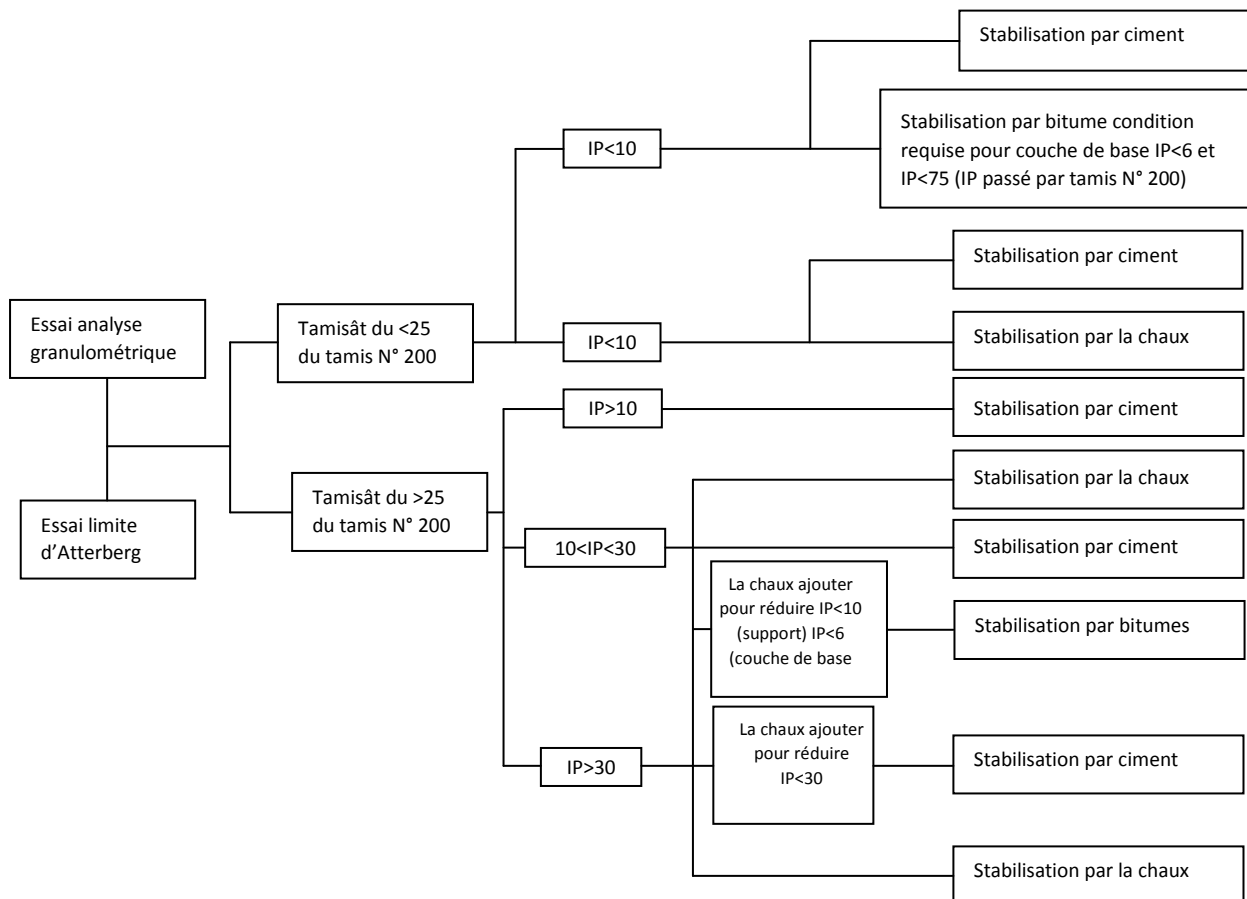 Essai analyse
granulométrique
Essai limite
d’Atterberg
Tamisât du <25
du tamis N° 200
Tamisât du >25
du tamis N° 200
IP<10
IP<10
IP>10
10<IP<30
IP>30
La chaux ajouter
pour réduire IP<10
(support) IP<6
(couche de base
La chaux ajouter
pour réduire
IP<30
Stabilisation par ciment
Stabilisation par bitume condition
requise pour couche de base IP<6 et
IP<75 (IP passé par tamis N° 200)
Stabilisation par ciment
Stabilisation par la chaux
Stabilisation par ciment
Stabilisation par la chaux
Stabilisation par ciment
Stabilisation par bitumes
Stabilisation par ciment
Stabilisation par la chaux